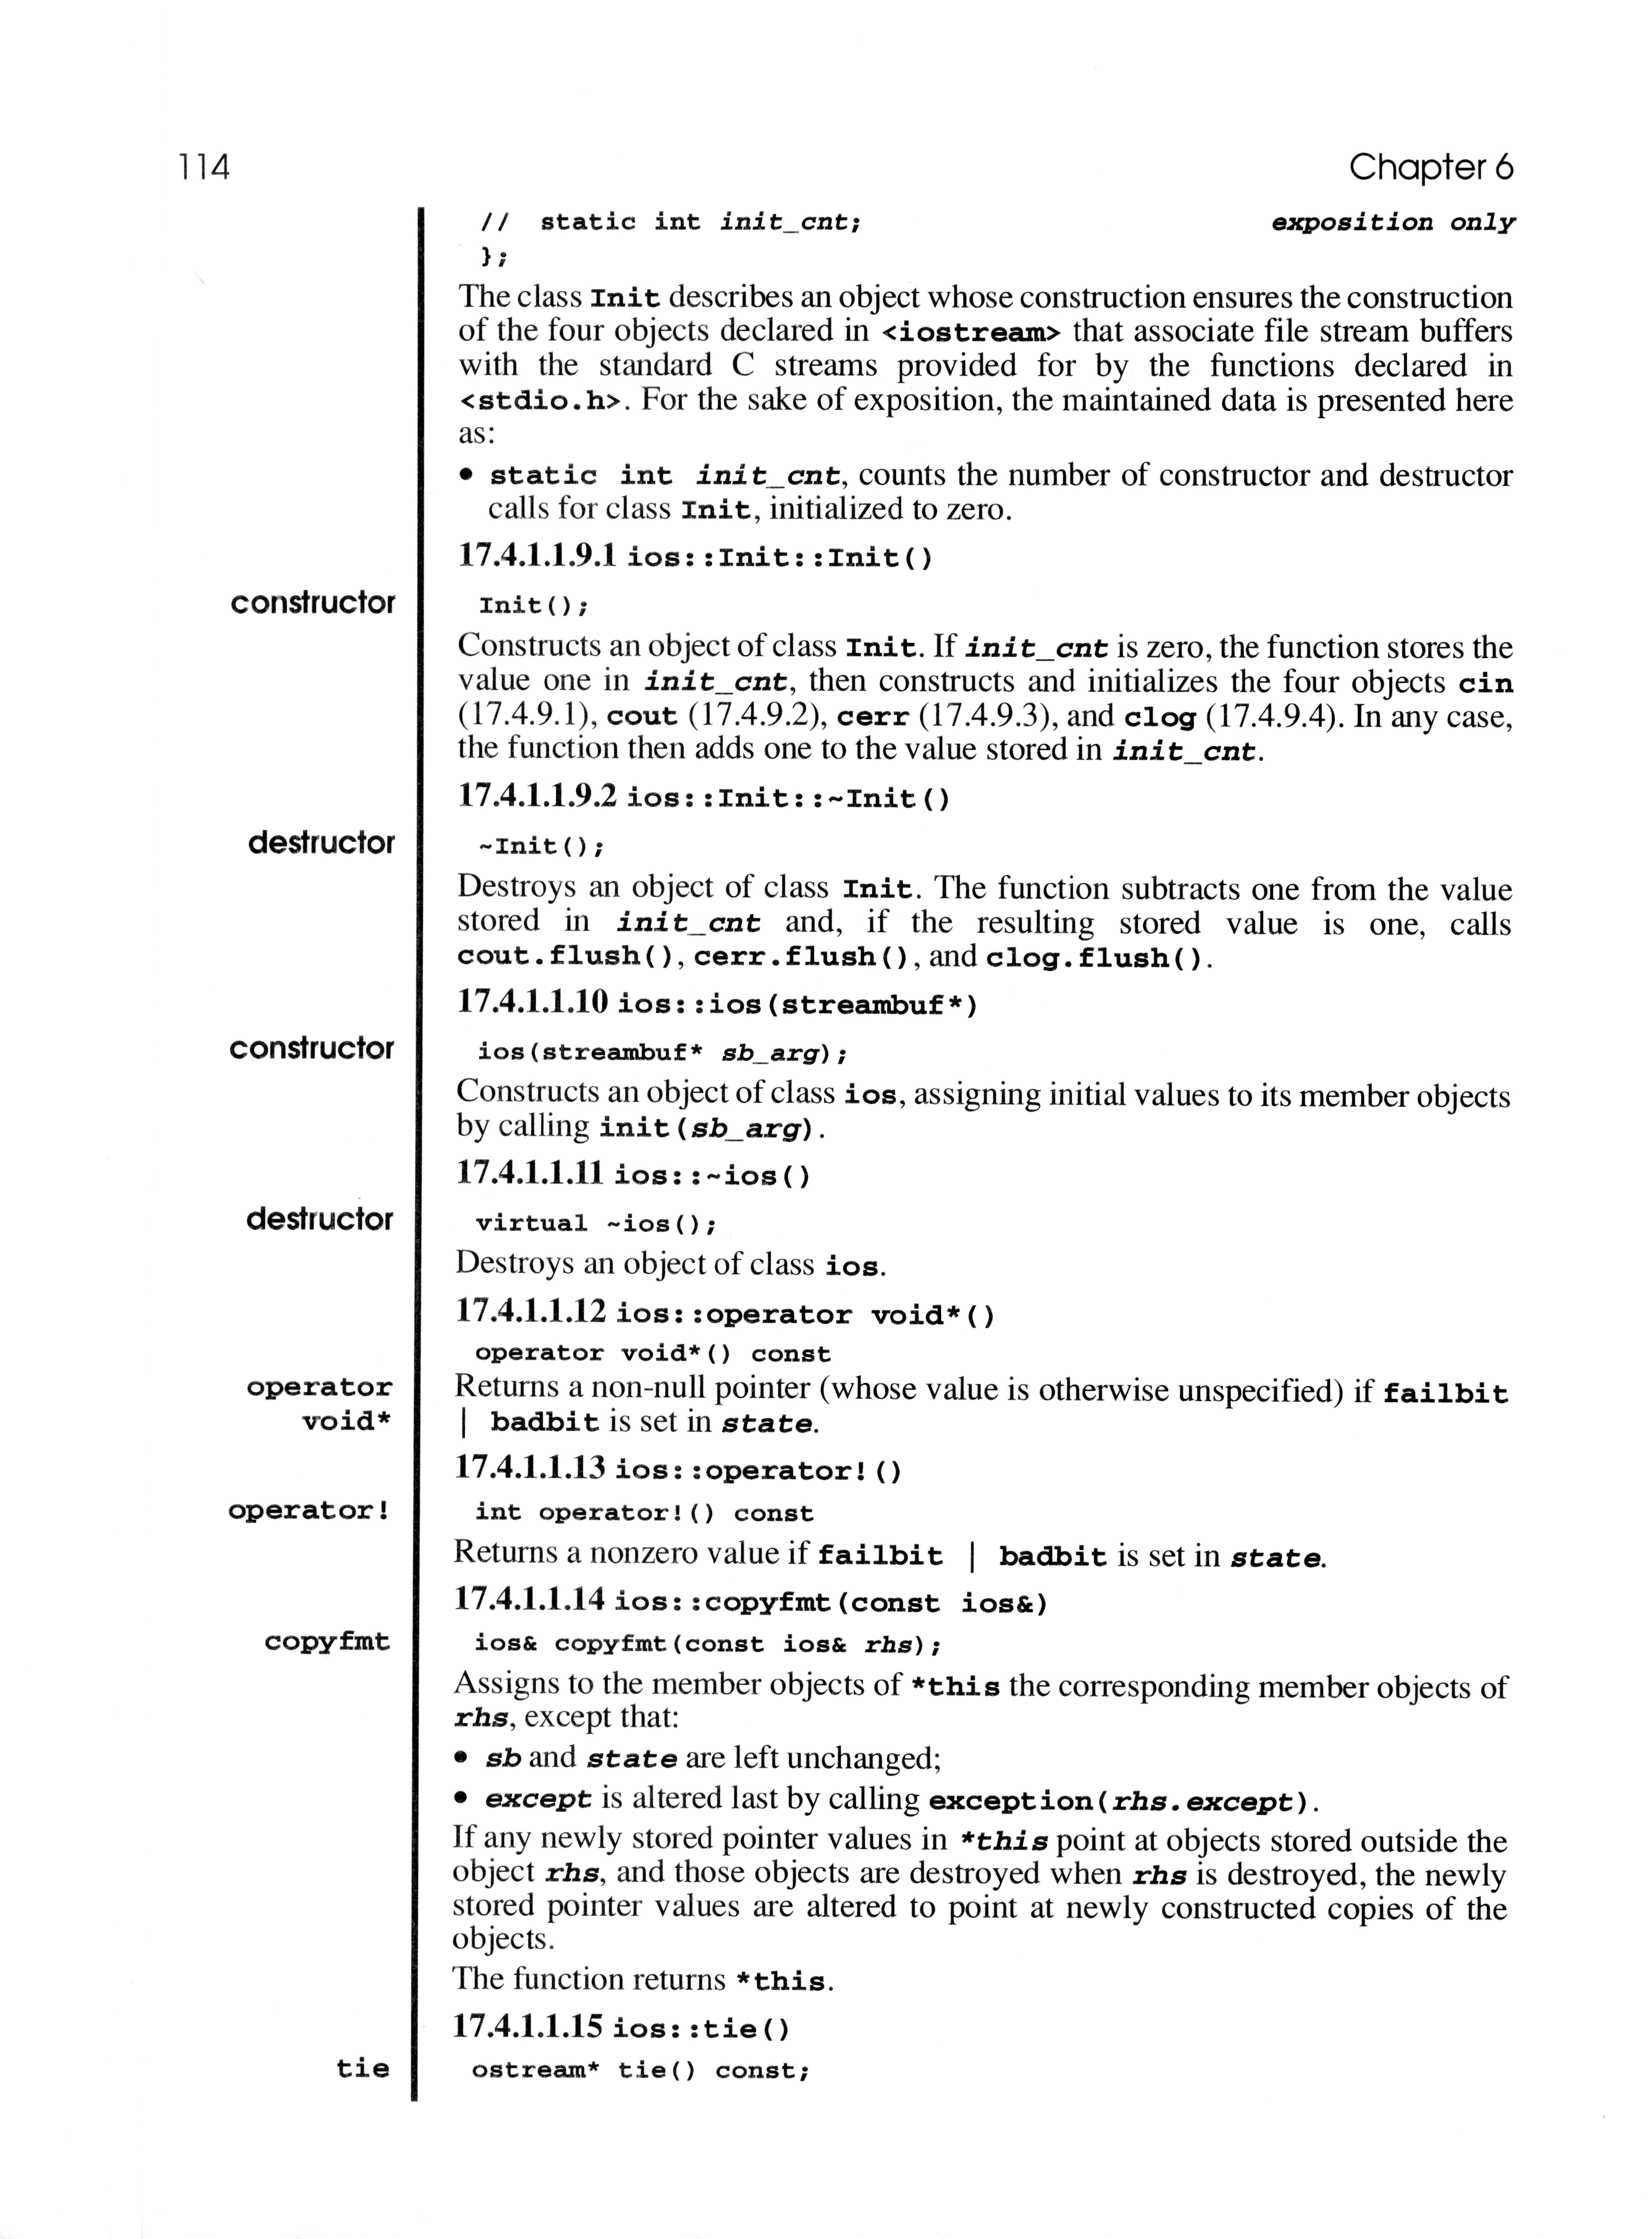 114 Chapter 6
// static int init_cnt; exposition only
};
The class Init describes an object whose construction ensures the construction
of the four objects declared in <iostream> that associate file stream buffers
with the standard C streams provided for by the functions declared in
<stdio.h>. For the sake of exposition, the maintained data is presented here
as:
• static int init_cnt, counts the number of constructor and destructor
calls for class Init, initialized to zero.
17.4.1.1.9.1 ios::Init::Init()
constructor Init();
Constructs an object of class Init. If init_cnt is zero, the function stores the
value one in init_cnt, then constructs and initializes the four objects cin
(17.4.9.1), cout (17.4.9.2), cerr (17.4.9.3), and clog (17.4.9.4). In any case,
the function then adds one to the value stored in init_cnt.
17.4.1.1.9.2 ios::Init::~Init()
destructor ~Init();
Destroys an object of class Init. The function subtracts one from the value
stored in init_cnt and, if the resulting stored value is one, calls
cout.flush(), cerr.flush(), and clog.flush().
17.4.1.1.10 ios::ios(streambuf*)
constructor ios(streambuf* sb_arg);
Constructs an object of class ios, assigning initial values to its member objects
by calling init(sb_arg).
17.4.1.1.11 ios::~ios()
destructor virtual ~ios();
Destroys an object of class ios.
17.4.1.1.12 ios::operator void*()
operator void*() const
operator Returns a non-null pointer (whose value is otherwise unspecified) if failbit
void* | badbit is set in state.
17.4.1.1.13 ios::operator!()
operator! int operator!() const
Returns a nonzero value if failbit | badbit is set in state.
17.4.1.1.14 ios::copyfmt(const ios&)
copyfmt ios& copyfmt(const ios& rhs);
Assigns to the member objects of *this the corresponding member objects of
rhs, except that:
• sb and state are left unchanged;
• except is altered last by calling exception(rhs.except).
If any newly stored pointer values in *this point at objects stored outside the
object rhs, and those objects are destroyed when rhs is destroyed, the newly
stored pointer values are altered to point at newly constructed copies of the
objects.
The function returns *this.
17.4.1.1.15 ios::tie()
tie ostream* tie() const;